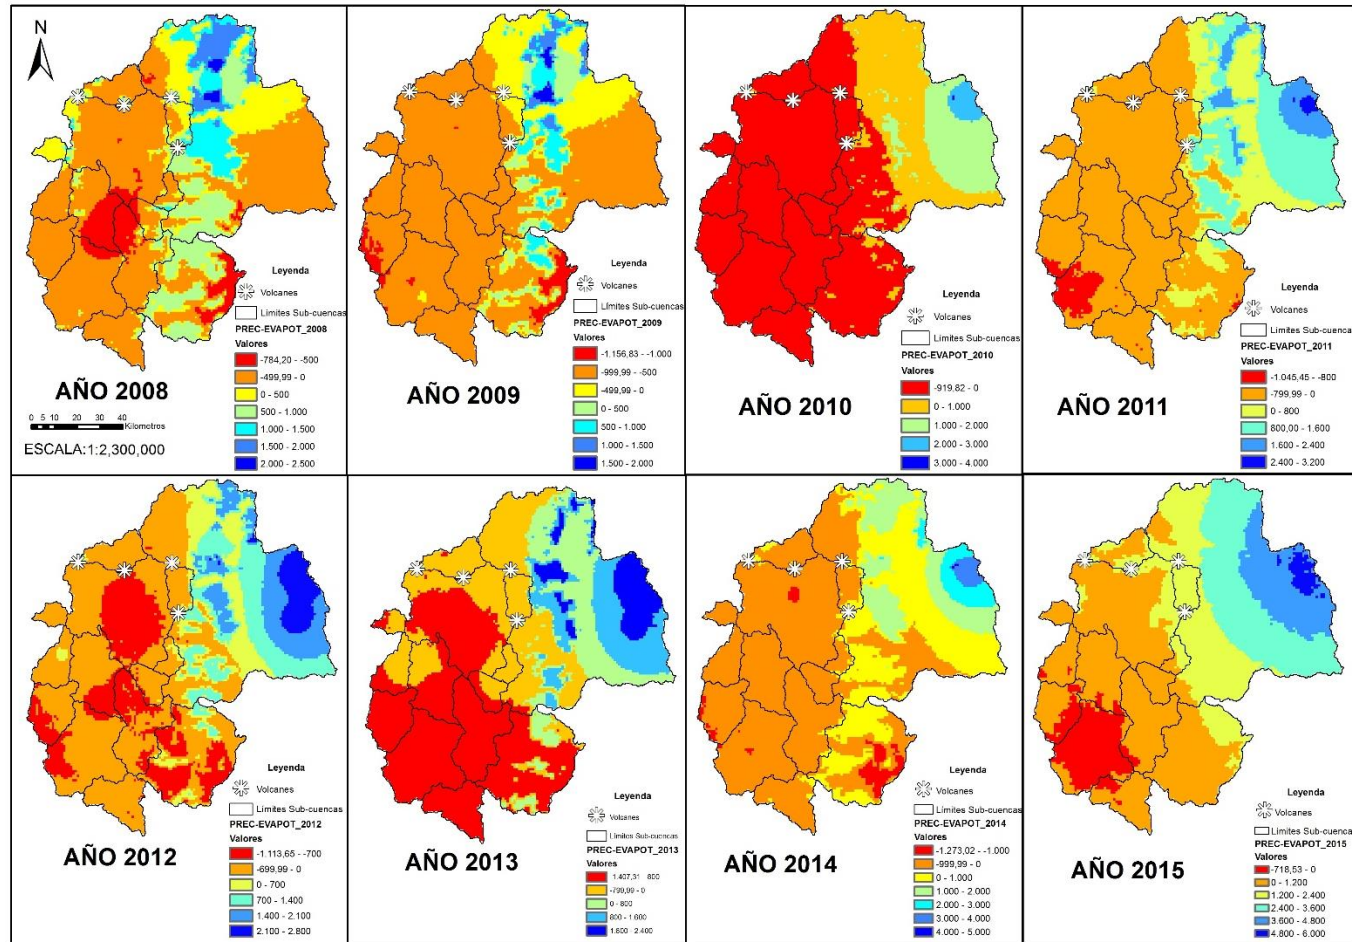 N
Leyenda
Volcanes
Límites Sub-cuencas
PREC-EVAPOT_2008
Valores
-784,20 - -500
-499,99 - 0
0 - 500
500 - 1.000
1.000 - 1.500
1.500 - 2.000
2.000 - 2.500
AÑO 2008
0 5 10 20 30 40
Kilometros
ESCALA:1:2,300,000
Leyenda
Volcanes
Límites Sub-cuencas
PREC-EVAPOT_2009
Valores
-1.156,83 - -1.000
-999,99 - -500
-499,99 - 0
0 - 500
500 - 1.000
1.000 - 1.500
1.500 - 2.000
AÑO 2009
Leyenda
Volcanes
Límites Sub-cuencas
PREC-EVAPOT_2010
Valores
-919,82 - 0
0 - 1.000
1.000 - 2.000
2.000 - 3.000
3.000 - 4.000
AÑO 2010
Leyenda
Volcanes
Límites Sub-cuencas
PREC-EVAPOT_2011
Valores
-1.045,45 - -800
-799,99 - 0
0 - 800
800,00 - 1.600
1.600 - 2.400
2.400 - 3.200
AÑO 2011
Leyenda
Volcanes
Límites Sub-cuencas
PREC-EVAPOT_2012
Valores
-1.113,65 - -700
-699,99 - 0
0 - 700
700 - 1.400
1.400 - 2.100
2.100 - 2.800
AÑO 2012
Leyenda
Volcanes
Límites Sub-cuencas
PREC-EVAPOT_2013
Valores
-799,99 - 0
0 - 800
800 - 1.600
1.600 - 2.400
AÑO 2013
Leyenda
Volcanes
Límites Sub-cuencas
PREC-EVAPOT_2014
Valores
-1.273,02 - -1.000
-999,99 - 0
0 - 1.000
1.000 - 2.000
2.000 - 3.000
3.000 - 4.000
4.000 - 5.000
AÑO 2014
Leyenda
Volcanes
Límites Sub-cuenca
PREC-EVAPOT_2015
Valores
-718,53 - 0
0 - 1.200
1.200 - 2.400
2.400 - 3.600
3.600 - 4.800
4.800 - 6.000
AÑO 2015